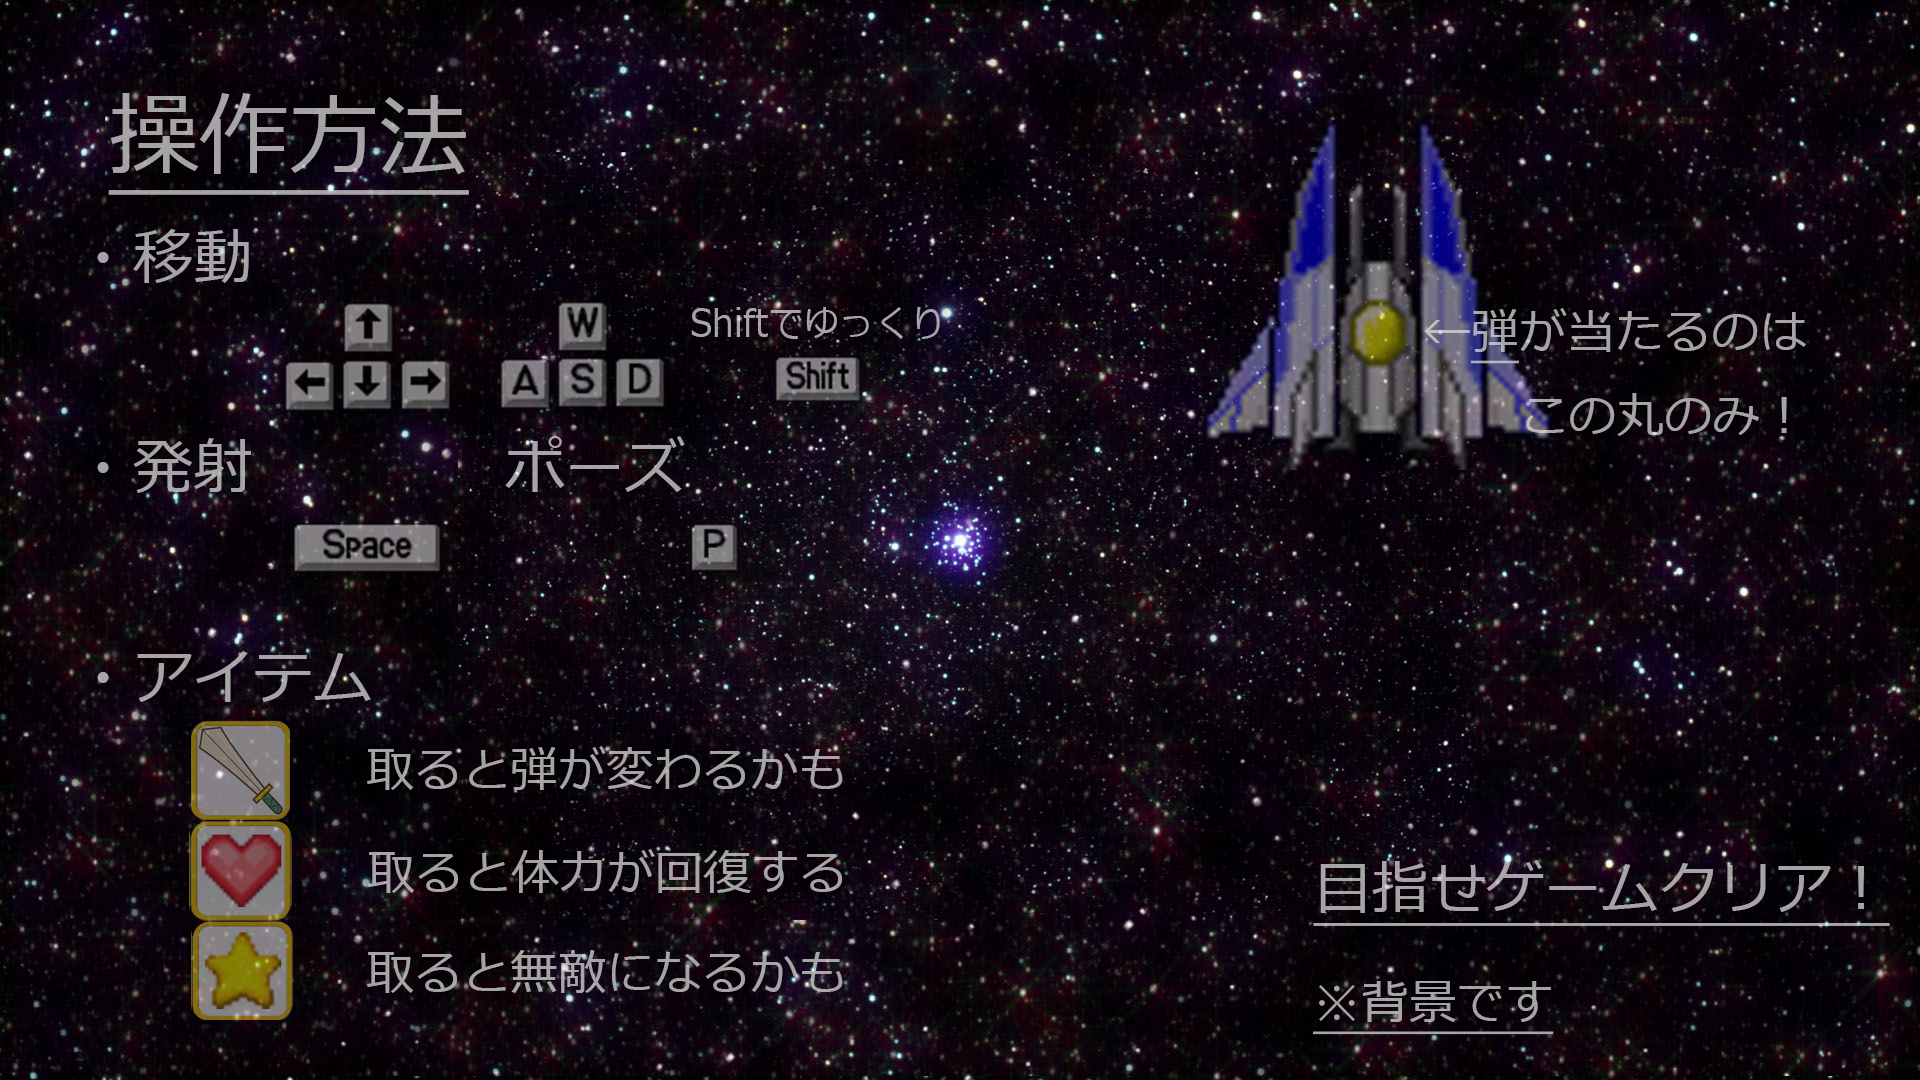 操作方法
・移動
Shiftでゆっくり
↑ W
← ↓ → A S D Shift
←弾が当たるのは
この丸のみ！
・発射 ポーズ
Space P
・アイテム
取ると弾が変わるかも
取ると体力が回復する
取ると無敵になるかも
目指せゲームクリア！
※背景です